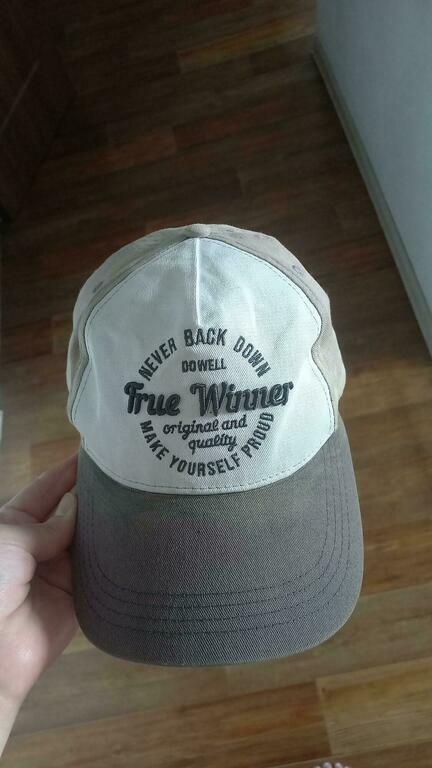 NEVER BACK DOWN
DOWELL
True Winner
original and
quality
MAKE YOURSELF PROUD